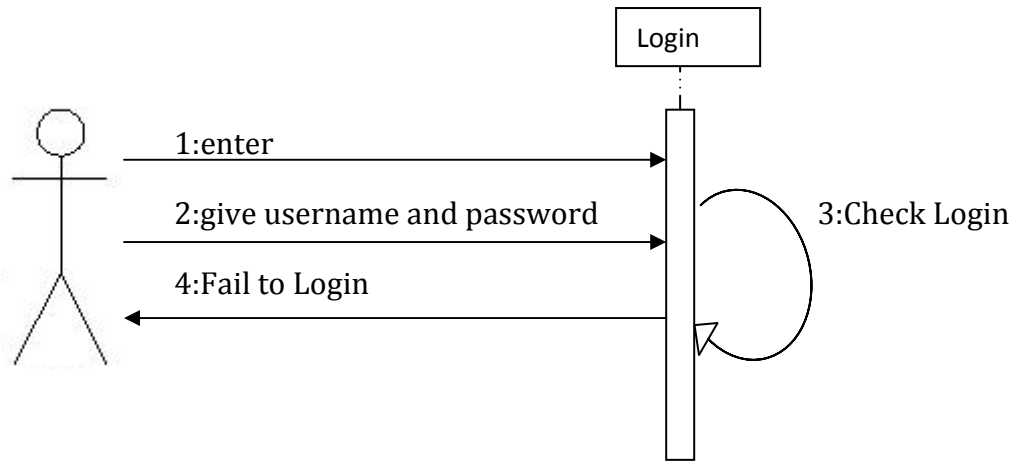 Login
1:enter
2:give username and password
3:Check Login
4:Fail to Login